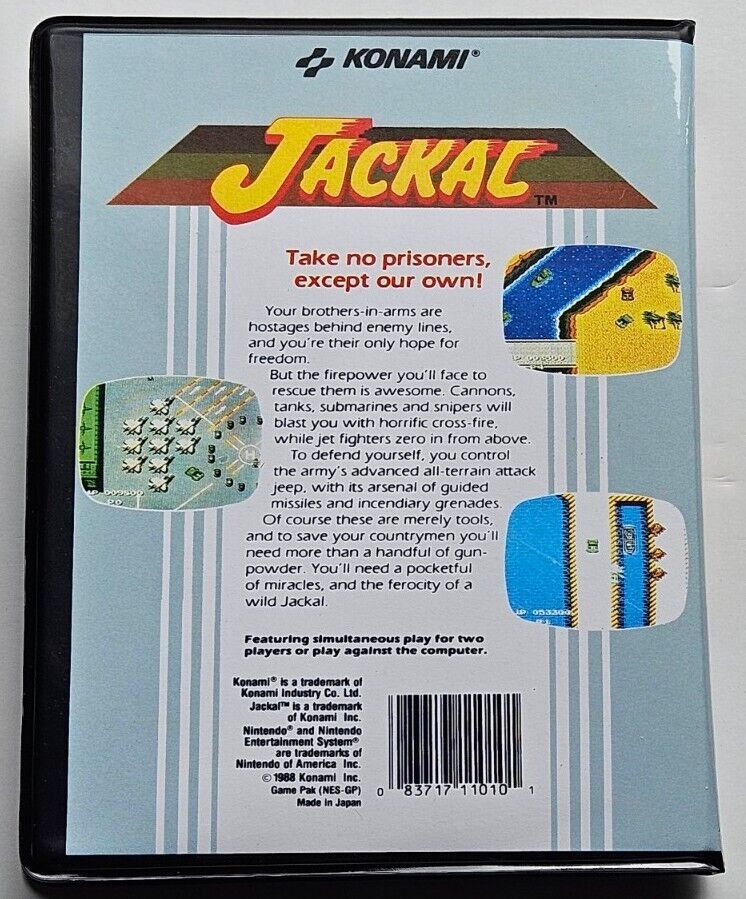 KONAMI®
JACKAL™
Take no prisoners,
except our own!
Your brothers-in-arms are
hostages behind enemy lines,
and you're their only hope for
freedom.
But the firepower you'll face to
rescue them is awesome. Cannons,
tanks, submarines and snipers will
blast you with horrific cross-fire,
while jet fighters zero in from above.
To defend yourself, you control
the army's advanced all-terrain attack
jeep, with its arsenal of guided
missiles and incendiary grenades.
Of course these are merely tools,
and to save your countrymen you'll
need more than a handful of gun-
powder. You'll need a pocketful
of miracles, and the ferocity of a
wild Jackal.
H
1P 053300
Featuring simultaneous play for two
players or play against the computer.
Konami® is a trademark of
Konami Industry Co. Ltd.
Jackal™ is a trademark
of Konami Inc.
Nintendo® and Nintendo
Entertainment System®
are trademarks of
Nintendo of America Inc.
© 1988 Konami Inc.
Game Pak (NES-GP)
Made in Japan
0 83717 11010 1